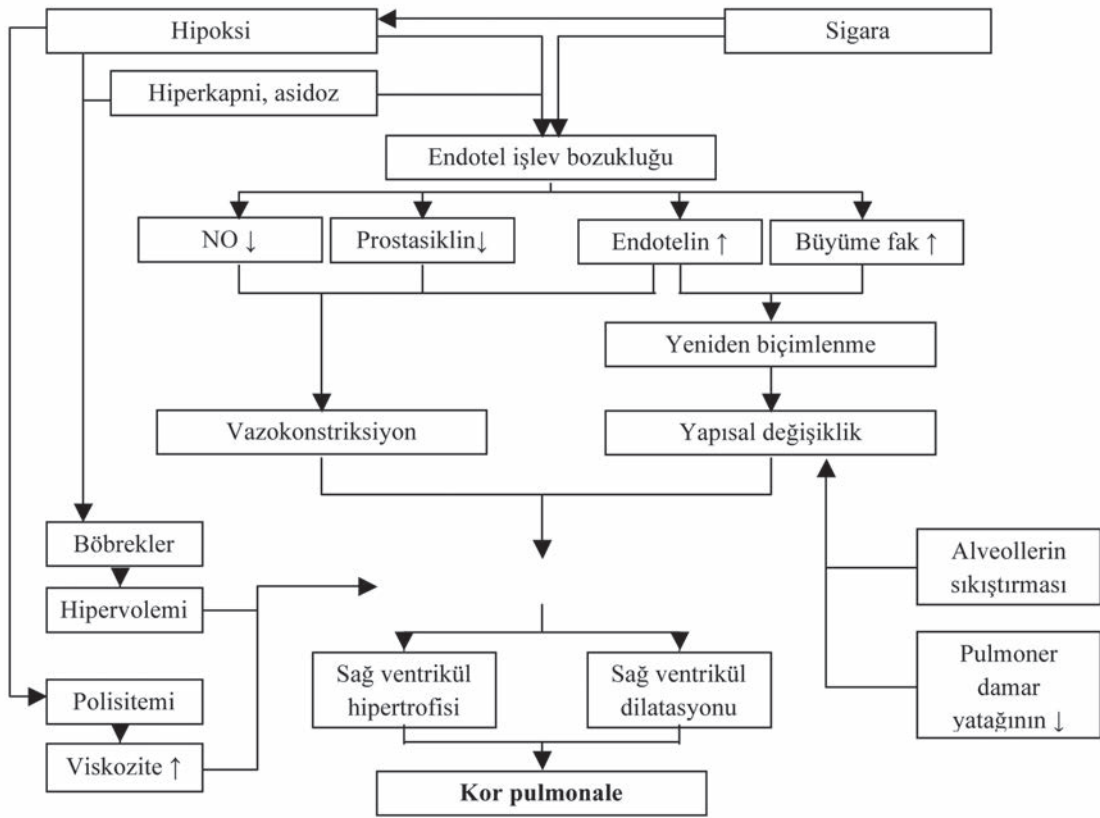 Hipoksi
Sigara
Hiperkapni, asidoz
Endotel işlev bozukluğu
NO ↓
Prostasiklin↓
Endotelin ↑
Büyüme fak ↑
Yeniden biçimlenme
Vazokonstriksiyon
Yapısal değişiklik
Böbrekler
Hipervolemi
Alveollerin
sıkıştırması
Sağ ventrikül
hipertrofisi
Sağ ventrikül
dilatasyonu
Pulmoner
damar
yatağının ↓
Polisitemi
Viskozite ↑
Kor pulmonale